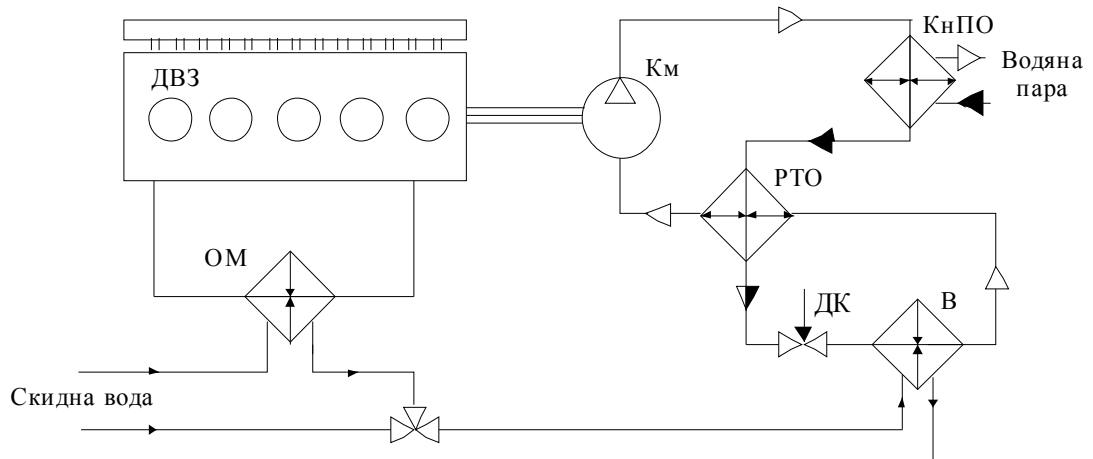 КнПО
ДВЗ
Км
Водяна
пара
РТО
ОМ
ДК
В
Скидна вода